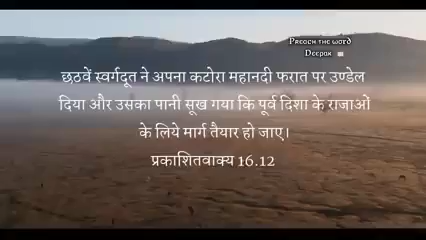 Preach the word
Deepak
छठवें स्वर्गदूत ने अपना कटोरा महानदी फरात पर उण्डेल
दिया और उसका पानी सूख गया कि पूर्व दिशा के राजाओं
के लिये मार्ग तैयार हो जाए।
प्रकाशितवाक्य 16.12